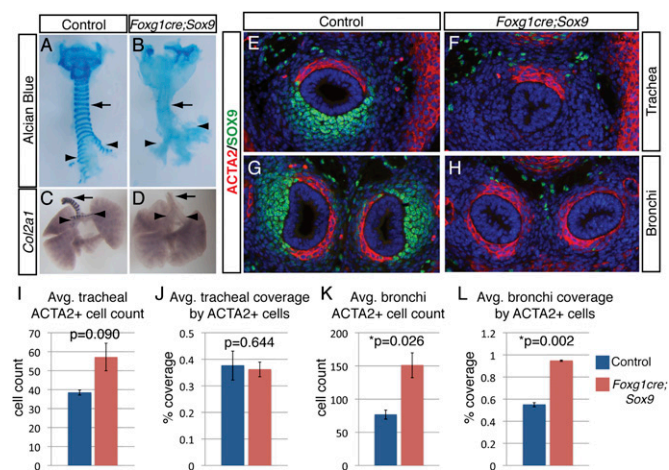 Control
Foxg1cre;Sox9
Control
Foxg1cre;Sox9
Alcian Blue
A
B
Col2a1
C
D
ACTA2/SOX9
E
F
Trachea
G
H
Bronchi
I
Avg. tracheal
ACTA2+ cell count
p=0.090
cell count
70
60
50
40
30
20
10
0
J
Avg. tracheal coverage
by ACTA2+ cells
p=0.644
% coverage
0.5
0.4
0.3
0.2
0.1
0.0
K
Avg. bronchi
ACTA2+ cell count
*p=0.026
cell count
200
150
100
50
0
L
Avg. bronchi coverage
by ACTA2+ cells
*p=0.002
% coverage
1.2
1
0.8
0.6
0.4
0.2
0
Control
Foxg1cre;
Sox9